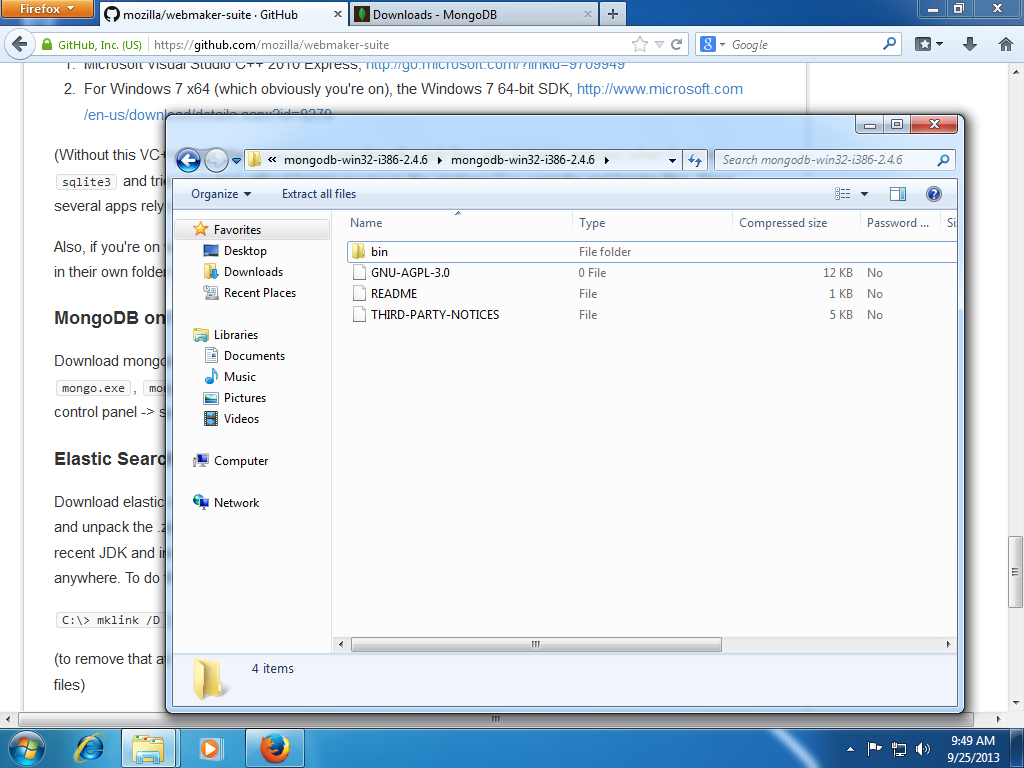 Firefox
mozilla/webmaker-suite · GitHub
Downloads - MongoDB
GitHub, Inc. (US)
https://github.com/mozilla/webmaker-suite
Google
1. Microsoft Visual Studio C++ 2010 Express, http://go.microsoft.com/?linkid=9709949
2. For Windows 7 x64 (which obviously you're on), the Windows 7 64-bit SDK, http://www.microsoft.com
/en-us/download/details.aspx?id=8279
(Without this VC+
sqlite3 and trie
several apps rely
Also, if you're on
in their own folder
MongoDB on
Download mongo
mongo.exe ,
control panel -> s
Elastic Searc
Download elastic
and unpack the .z
recent JDK and in
anywhere. To do
C:\> mklink /D
(to remove that a
files)
« mongodb-win32-i386-2.4.6 mongodb-win32-i386-2.4.6
Search mongodb-win32-i386-2.4.6
Organize Extract all files
Favorites
Desktop
Downloads
Recent Places
Libraries
Documents
Music
Pictures
Videos
Computer
Network
Name Type Compressed size Password ... Si
bin File folder
GNU-AGPL-3.0 0 File 12 KB No
README File 1 KB No
THIRD-PARTY-NOTICES File 5 KB No
4 items
9:49 AM
9/25/2013